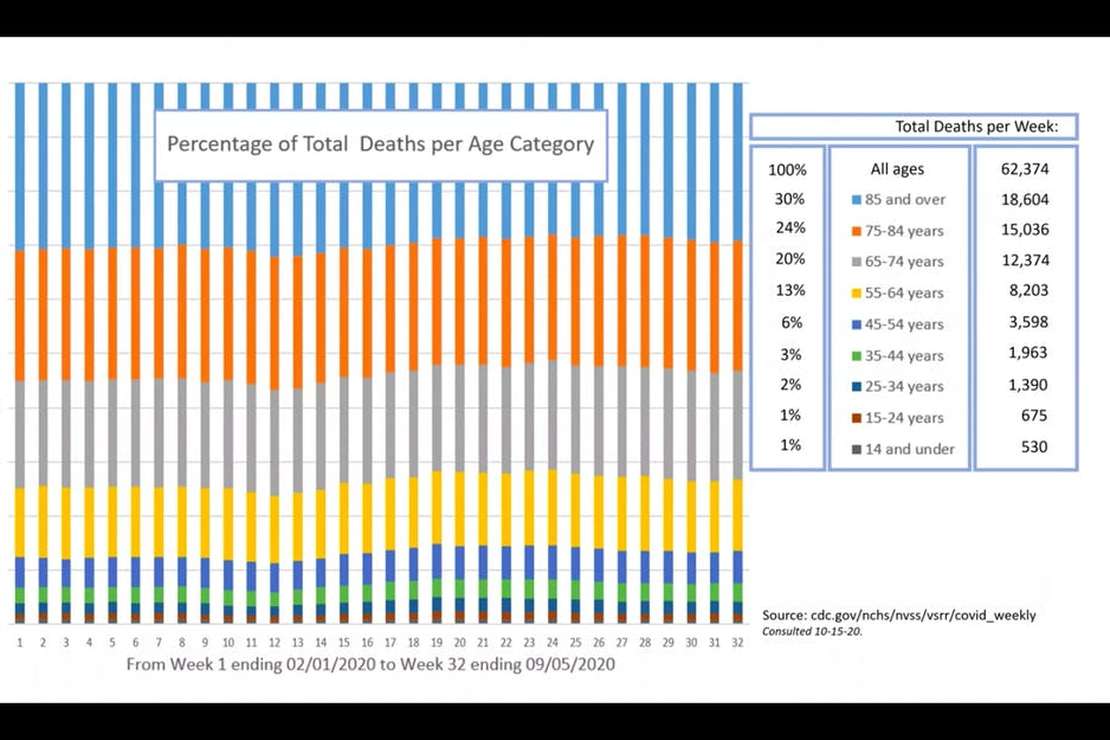 Percentage of Total Deaths per Age Category
Total Deaths per Week:
100% All ages 62,374
30% 85 and over 18,604
24% 75-84 years 15,036
20% 65-74 years 12,374
13% 55-64 years 8,203
6% 45-54 years 3,598
3% 35-44 years 1,963
2% 25-34 years 1,390
1% 15-24 years 675
1% 14 and under 530
Source: cdc.gov/nchs/nvss/vsrr/covid_weekly
Consulted 10-15-20.
1 2 3 4 5 6 7 8 9 10 11 12 13 14 15 16 17 18 19 20 21 22 23 24 25 26 27 28 29 30 31 32
From Week 1 ending 02/01/2020 to Week 32 ending 09/05/2020